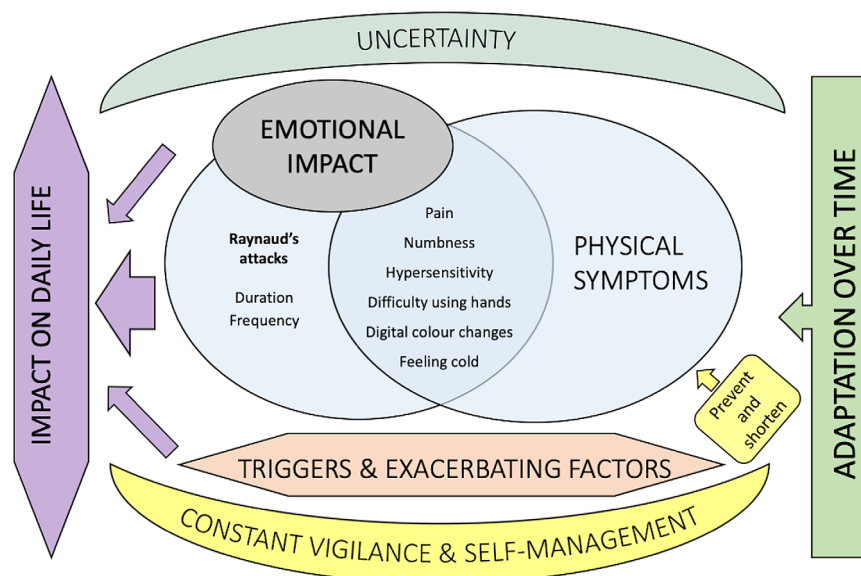 UNCERTAINTY
IMPACT ON DAILY LIFE
EMOTIONAL
IMPACT
Raynaud's
attacks
Duration
Frequency
Pain
Numbness
Hypersensitivity
Difficulty using hands
Digital colour changes
Feeling cold
PHYSICAL
SYMPTOMS
ADAPTATION OVER TIME
Prevent
and
shorten
TRIGGERS & EXACERBATING FACTORS
CONSTANT VIGILANCE & SELF-MANAGEMENT